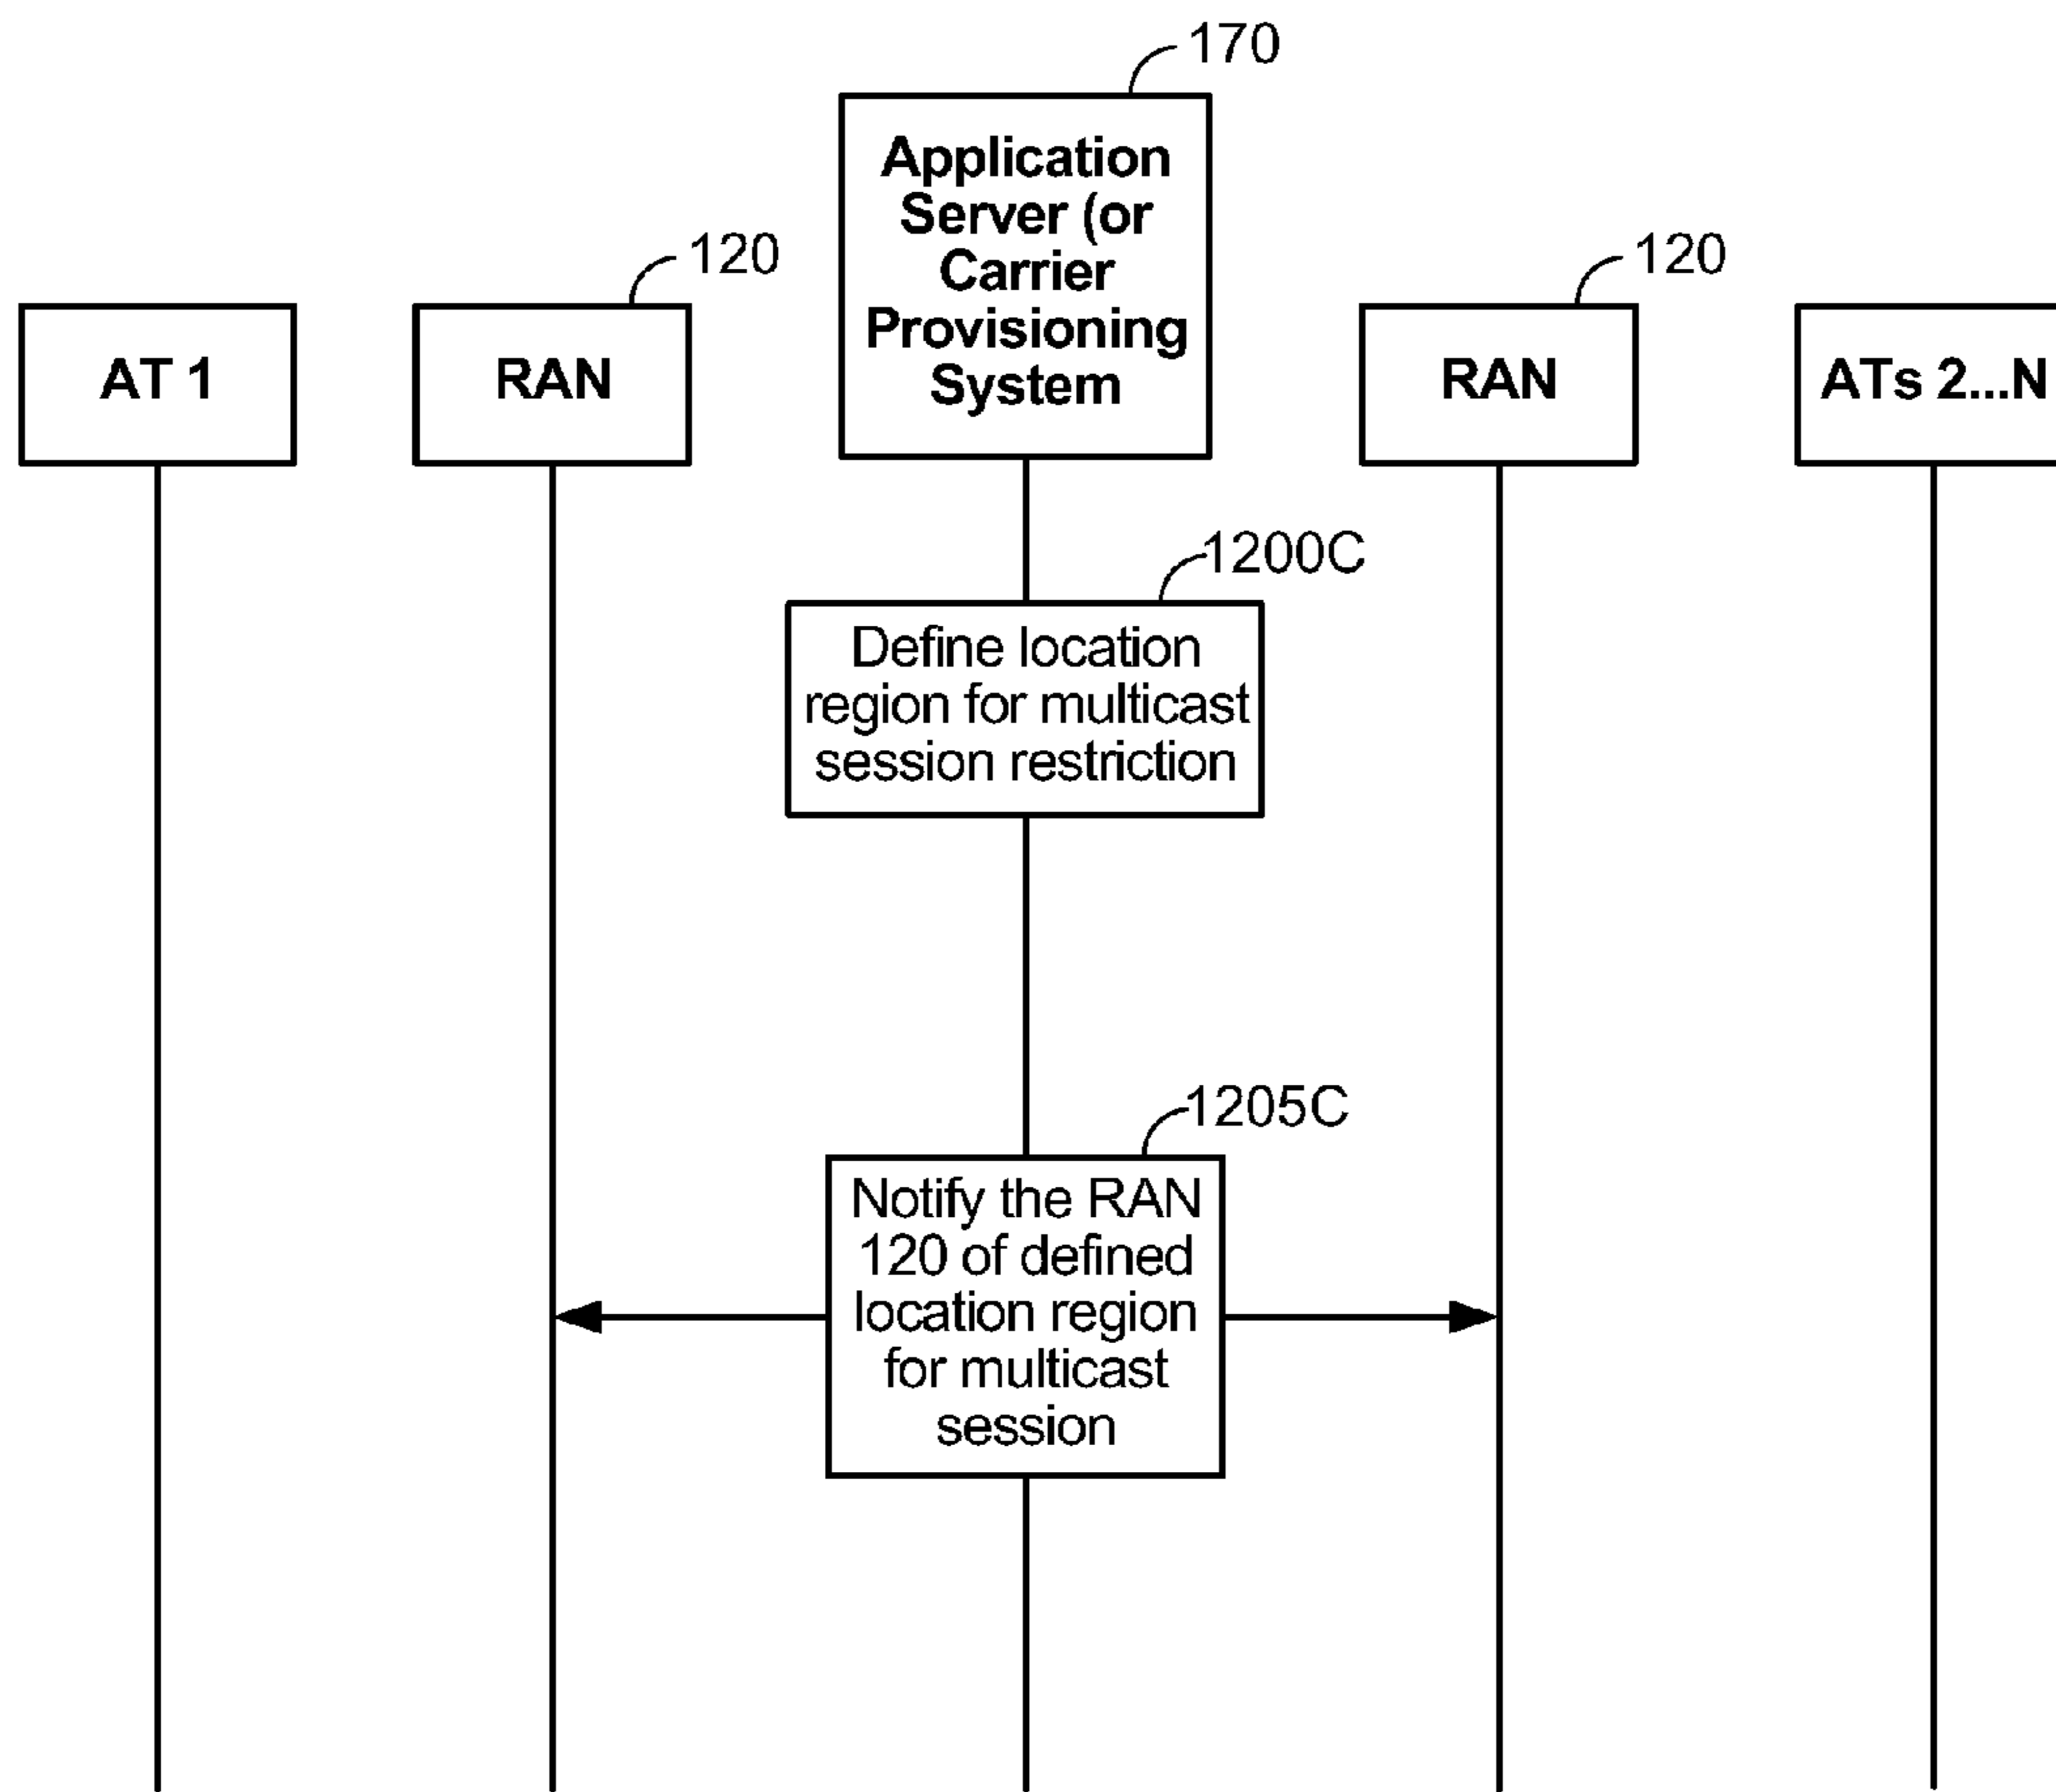 170
Application
Server (or
Carrier
Provisioning
System
120
120
AT 1
RAN
RAN
ATs 2...N
1200C
Define location
region for multicast
session restriction
1205C
Notify the RAN
120 of defined
location region
for multicast
session